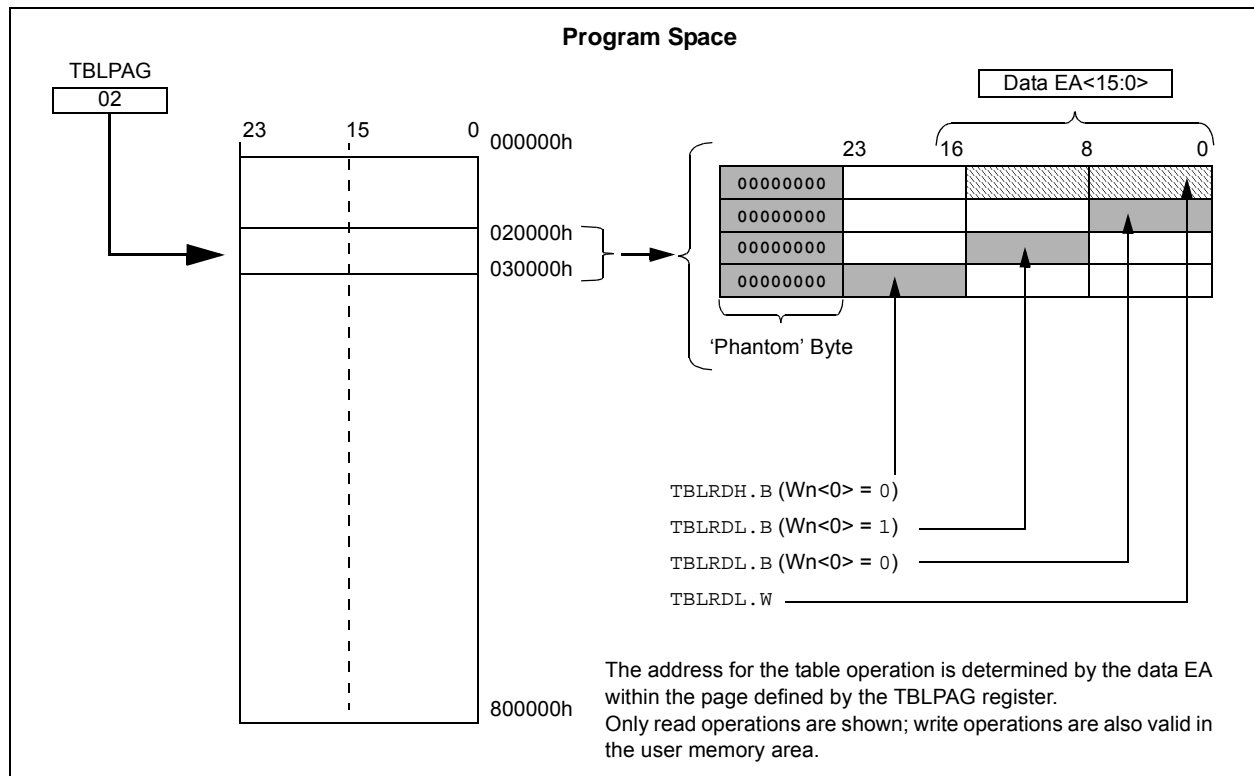 Program Space
TBLPAG
02
Data EA<15:0>
23 15 0
000000h
020000h
030000h
800000h
23 16 8 0
00000000
00000000
00000000
00000000
‘Phantom’ Byte
TBLRDH.B (Wn<0> = 0)
TBLRDL.B (Wn<0> = 1)
TBLRDL.B (Wn<0> = 0)
TBLRDL.W
The address for the table operation is determined by the data EA
within the page defined by the TBLPAG register.
Only read operations are shown; write operations are also valid in
the user memory area.